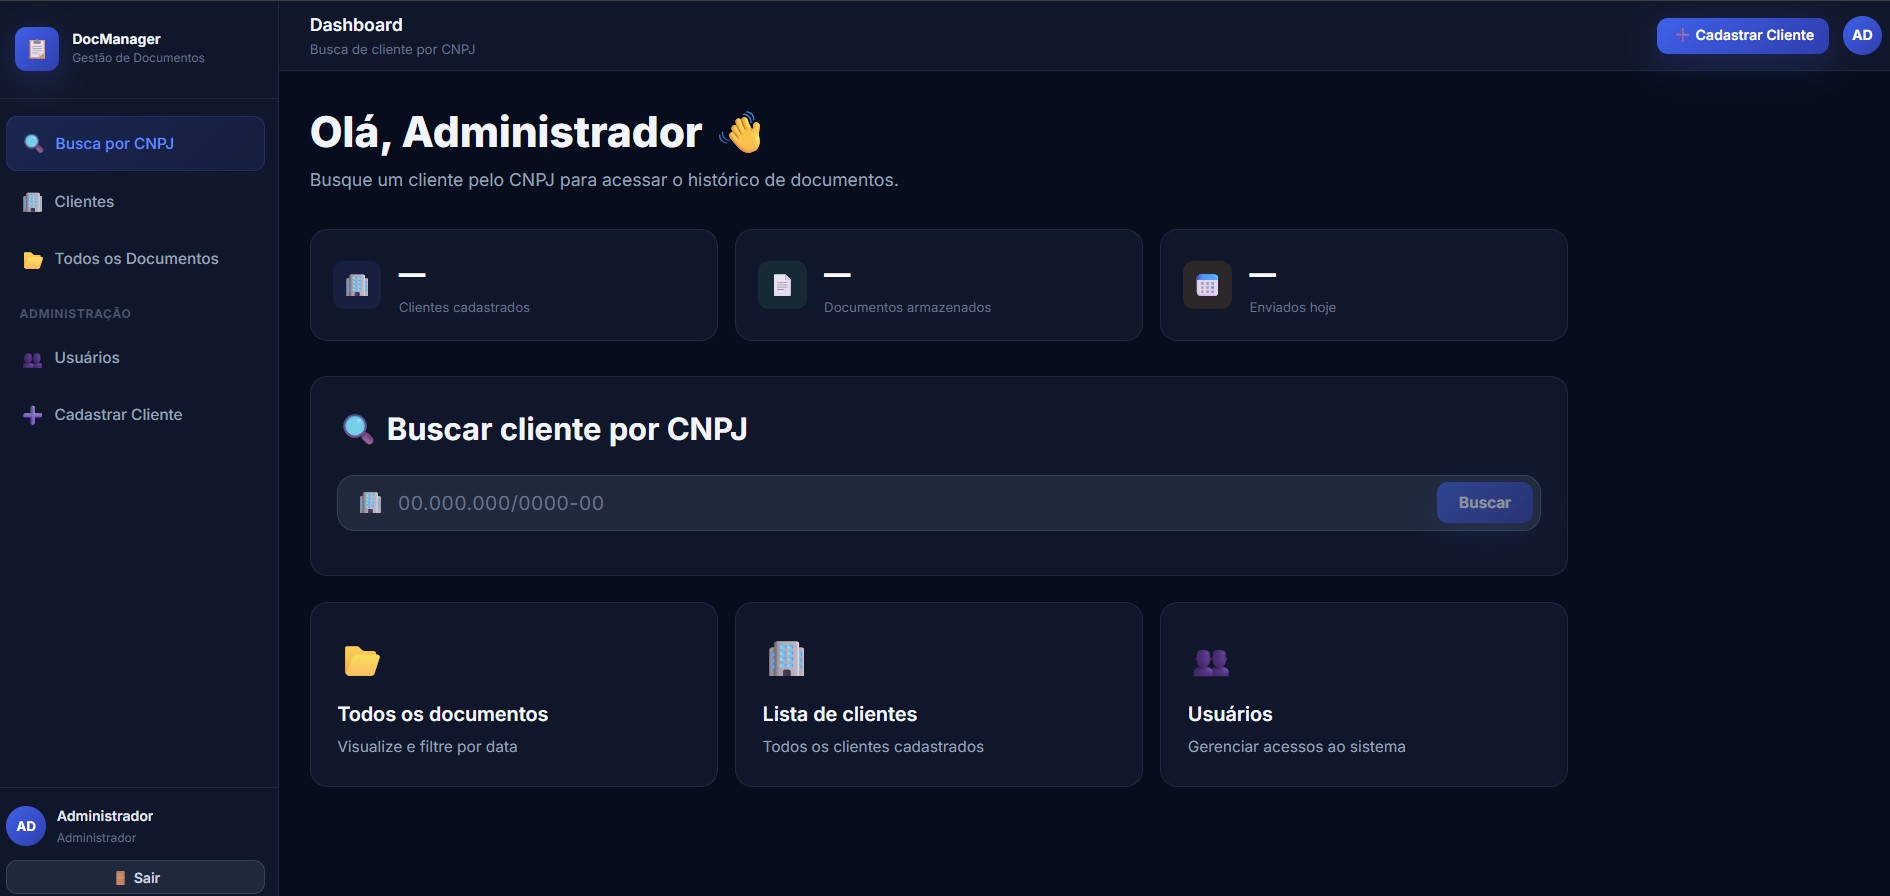 DocManager
Gestão de Documentos
Busca por CNPJ
Clientes
Todos os Documentos
ADMINISTRAÇÃO
Usuários
Cadastrar Cliente
Administrador
AD
Administrador
Sair
Dashboard
Busca de cliente por CNPJ
Cadastrar Cliente
AD
Olá, Administrador
Busque um cliente pelo CNPJ para acessar o histórico de documentos.
—
Clientes cadastrados
—
Documentos armazenados
—
Enviados hoje
Buscar cliente por CNPJ
00.000.000/0000-00
Buscar
Todos os documentos
Visualize e filtre por data
Lista de clientes
Todos os clientes cadastrados
Usuários
Gerenciar acessos ao sistema